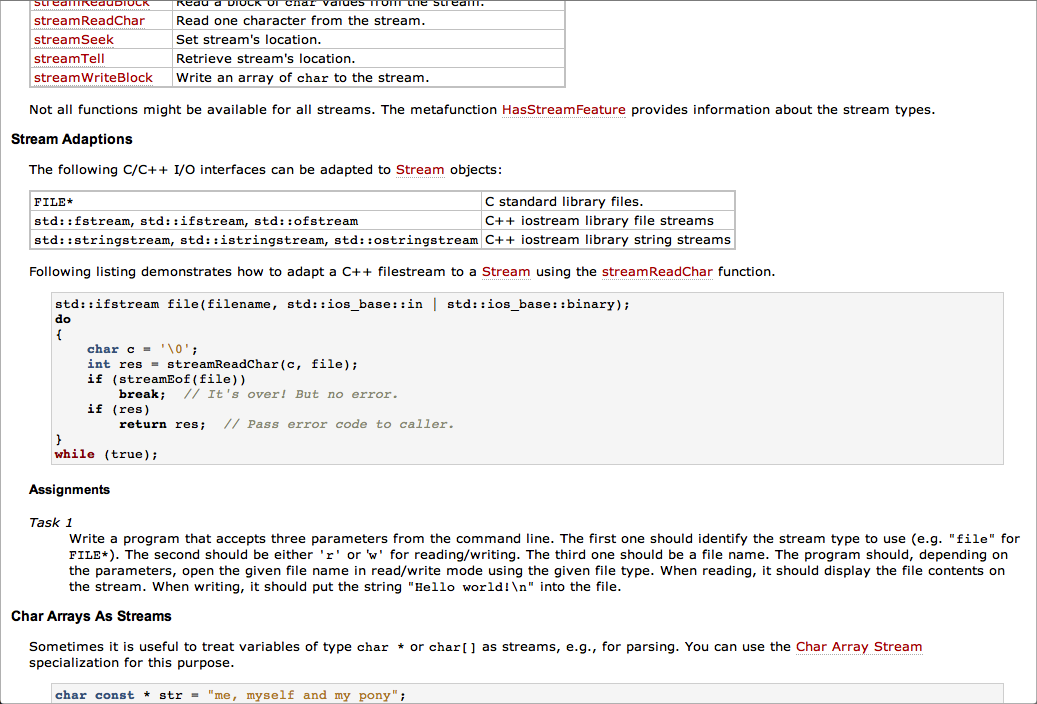 streamReadBlock Read a block of char values from the stream.
streamReadChar Read one character from the stream.
streamSeek Set stream's location.
streamTell Retrieve stream's location.
streamWriteBlock Write an array of char to the stream.
Not all functions might be available for all streams. The metafunction HasStreamFeature provides information about the stream types.
Stream Adaptions
The following C/C++ I/O interfaces can be adapted to Stream objects:
FILE* C standard library files.
std::fstream, std::ifstream, std::ofstream C++ iostream library file streams
std::stringstream, std::istringstream, std::ostringstream C++ iostream library string streams
Following listing demonstrates how to adapt a C++ filestream to a Stream using the streamReadChar function.
std::ifstream file(filename, std::ios_base::in | std::ios_base::binary);
do
{
    char c = '\0';
    int res = streamReadChar(c, file);
    if (streamEof(file))
        break;  // It's over! But no error.
    if (res)
        return res;  // Pass error code to caller.
}
while (true);
Assignments
Task 1
Write a program that accepts three parameters from the command line. The first one should identify the stream type to use (e.g. "file" for
FILE*). The second should be either 'r' or 'w' for reading/writing. The third one should be a file name. The program should, depending on
the parameters, open the given file name in read/write mode using the given file type. When reading, it should display the file contents on
the stream. When writing, it should put the string "Hello world!\n" into the file.
Char Arrays As Streams
Sometimes it is useful to treat variables of type char * or char[] as streams, e.g., for parsing. You can use the Char Array Stream
specialization for this purpose.
char const * str = "me, myself and my pony";